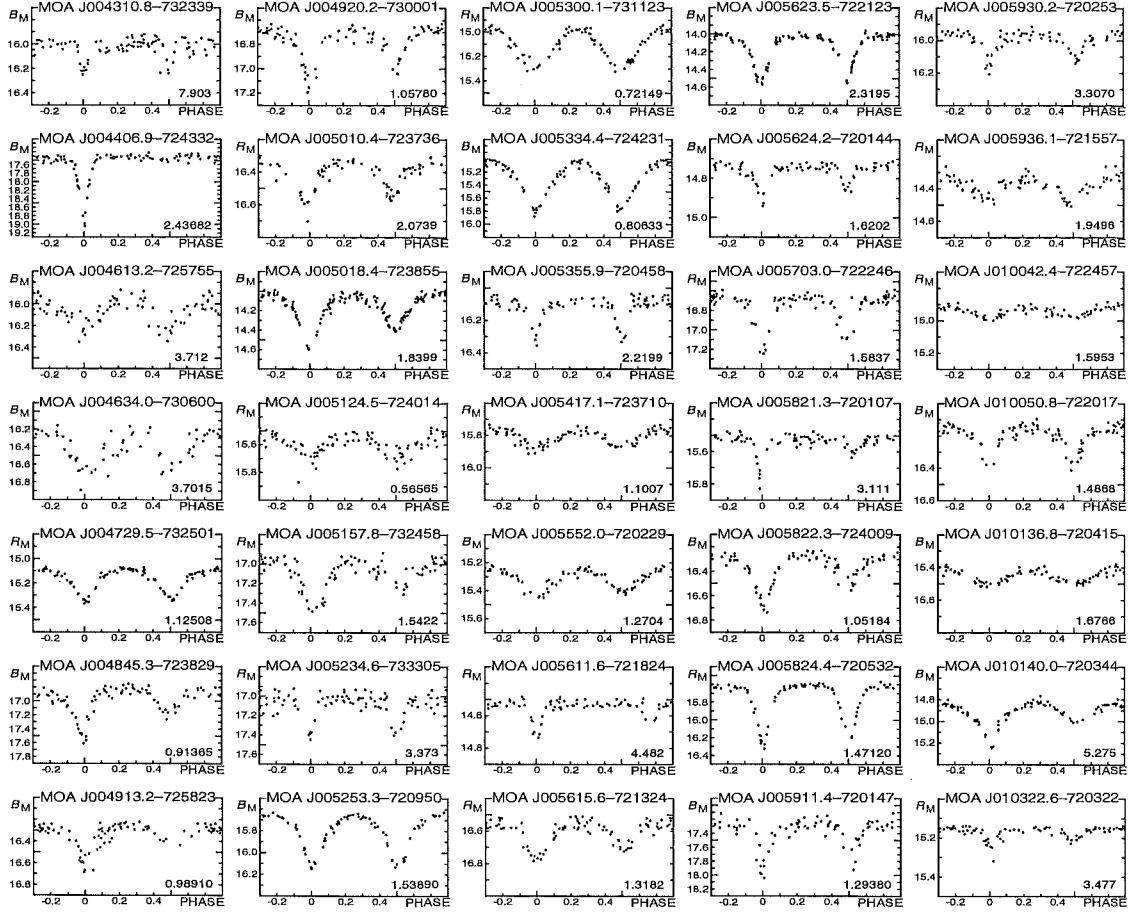 BM MOA J004310.8–732339
16.0
16.2
16.4
7.903
-0.2 0 0.2 0.4 PHASE
BM MOA J004920.2–730001
16.7
17.0
17.2
1.05780
-0.2 0 0.2 0.4 PHASE
RM MOA J005300.1–731123
15.0
15.4
0.72149
-0.2 0 0.2 0.4 PHASE
BM MOA J005623.5–722123
14.0
14.2
14.4
14.6
2.3195
-0.2 0 0.2 0.4 PHASE
BM MOA J005930.2–720253
16.0
16.2
3.3070
-0.2 0 0.2 0.4 PHASE
BM MOA J004406.9–724332
17.6
17.8
18.0
18.2
18.4
18.6
18.8
19.0
19.2
2.43682
-0.2 0 0.2 0.4 PHASE
RM MOA J005010.4–723736
16.4
16.6
2.0739
-0.2 0 0.2 0.4 PHASE
BM MOA J005334.4–724231
15.2
15.4
15.6
15.8
16.0
0.80633
-0.2 0 0.2 0.4 PHASE
BM MOA J005624.2–720144
14.8
15.0
1.6202
-0.2 0 0.2 0.4 PHASE
BM MOA J005936.1–721557
14.4
14.6
1.9496
-0.2 0 0.2 0.4 PHASE
BM MOA J004613.2–725755
16.0
16.2
16.4
3.712
-0.2 0 0.2 0.4 PHASE
BM MOA J005018.4–723855
14.2
14.4
14.6
1.8399
-0.2 0 0.2 0.4 PHASE
BM MOA J005355.9–720458
16.2
16.4
2.2199
-0.2 0 0.2 0.4 PHASE
RM MOA J005703.0–722246
16.7
17.0
17.2
1.5837
-0.2 0 0.2 0.4 PHASE
RM MOA J010042.4–722457
15.0
15.2
1.5953
-0.2 0 0.2 0.4 PHASE
BM MOA J004634.0–730600
16.2
16.4
16.6
16.8
17.0
3.7015
-0.2 0 0.2 0.4 PHASE
RM MOA J005124.5–724014
15.6
15.8
0.56565
-0.2 0 0.2 0.4 PHASE
RM MOA J005417.1–723710
15.8
16.0
1.1007
-0.2 0 0.2 0.4 PHASE
BM MOA J005821.3–720107
15.6
15.8
3.111
-0.2 0 0.2 0.4 PHASE
BM MOA J010050.8–722017
16.4
16.6
1.4868
-0.2 0 0.2 0.4 PHASE
RM MOA J004729.5–732501
15.0
15.2
15.4
1.12508
-0.2 0 0.2 0.4 PHASE
RM MOA J005157.8–732458
17.0
17.2
17.5
1.5422
-0.2 0 0.2 0.4 PHASE
BM MOA J005552.0–720229
15.2
15.4
15.6
1.2704
-0.2 0 0.2 0.4 PHASE
BM MOA J005822.3–724009
16.4
16.6
16.8
1.05184
-0.2 0 0.2 0.4 PHASE
BM MOA J010136.8–720415
16.4
16.6
1.6766
-0.2 0 0.2 0.4 PHASE
BM MOA J004845.3–723829
17.0
17.2
17.4
17.6
17.8
0.91365
-0.2 0 0.2 0.4 PHASE
RM MOA J005234.6–733305
17.0
17.2
17.4
17.6
3.373
-0.2 0 0.2 0.4 PHASE
RM MOA J005611.6–721824
14.6
14.8
4.482
-0.2 0 0.2 0.4 PHASE
BM MOA J005824.4–720532
15.8
16.0
16.2
16.4
1.47120
-0.2 0 0.2 0.4 PHASE
BM MOA J010140.0–720344
14.8
15.0
15.2
5.275
-0.2 0 0.2 0.4 PHASE
BM MOA J004913.2–725823
16.2
16.4
16.6
16.8
0.98910
-0.2 0 0.2 0.4 PHASE
BM MOA J005253.3–720950
15.8
16.0
16.2
1.53890
-0.2 0 0.2 0.4 PHASE
RM MOA J005615.6–721324
16.6
16.8
1.3182
-0.2 0 0.2 0.4 PHASE
BM MOA J005911.4–720147
17.2
17.5
17.8
18.0
18.2
1.29380
-0.2 0 0.2 0.4 PHASE
RM MOA J010322.6–720322
15.2
15.4
3.477
-0.2 0 0.2 0.4 PHASE